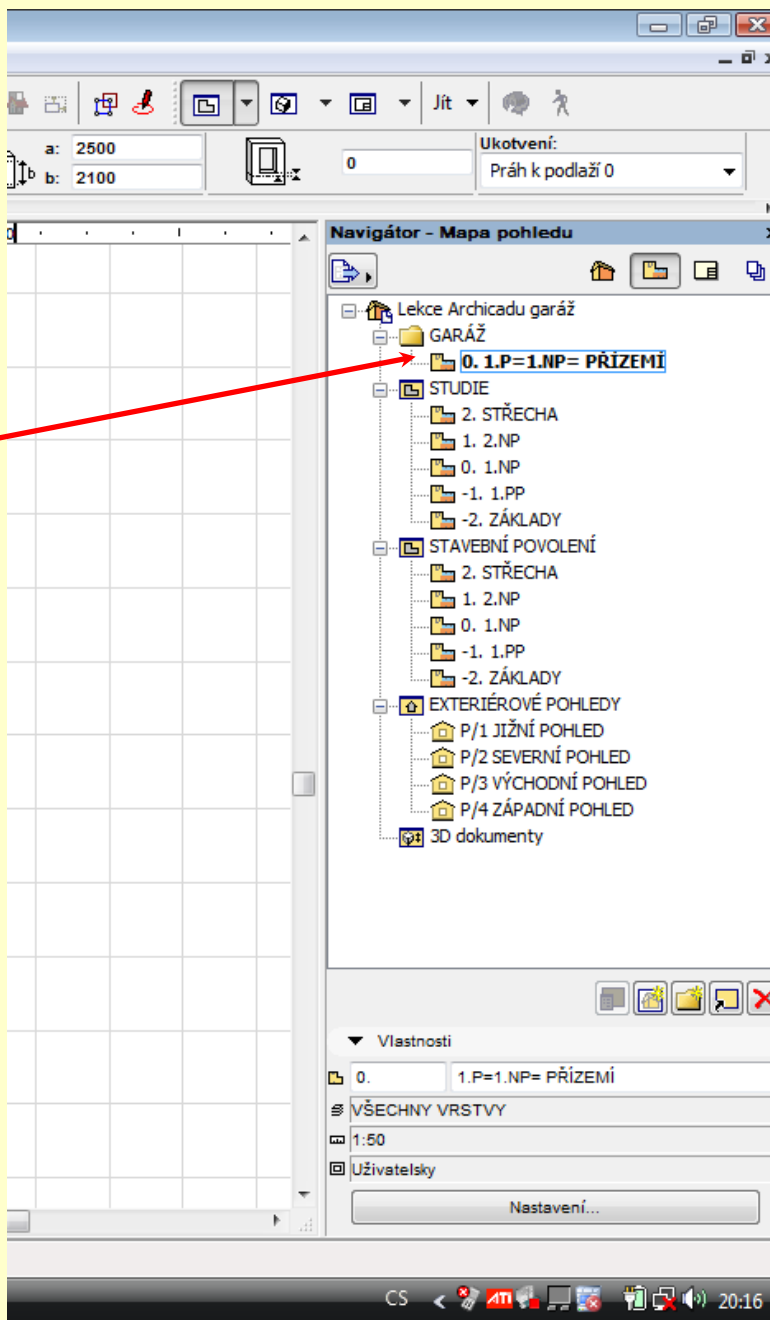 Jít
a: 2500
b: 2100
b
0
Ukotvení:
Práh k podlaží 0
Navigátor - Mapa pohledu
Lekce Archicadu garáž
GARÁŽ
0. 1.P=1.NP= PŘÍZEMÍ
STUDIE
2. STŘECHA
1. 2.NP
0. 1.NP
-1. 1.PP
-2. ZÁKLADY
STAVEBNÍ POVOLENÍ
2. STŘECHA
1. 2.NP
0. 1.NP
-1. 1.PP
-2. ZÁKLADY
EXTERIÉROVÉ POHLEDY
P/1 JIŽNÍ POHLED
P/2 SEVERNÍ POHLED
P/3 VÝCHODNÍ POHLED
P/4 ZÁPADNÍ POHLED
3D dokumenty
Vlastnosti
0. 1.P=1.NP= PŘÍZEMÍ
VŠECHNY VRSTVY
1:50
Uživatelsky
Nastavení...
CS ATI 20:16